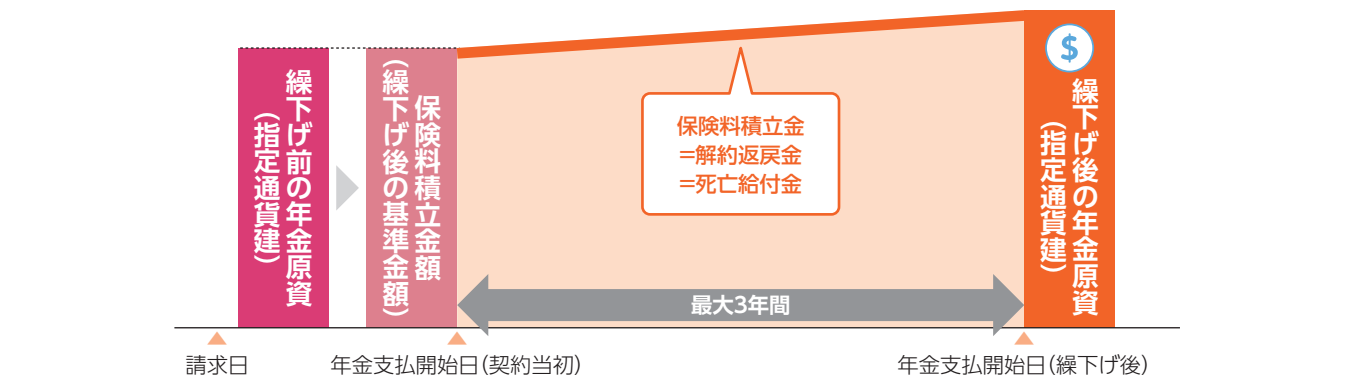 繰下げ前の年金原資
（指定通貨建）
保険料積立金額
（繰下げ後の基準金額）
保険料積立金
=解約返戻金
=死亡給付金
$
繰下げ後の年金原資
（指定通貨建）
最大3年間
請求日
年金支払開始日（契約当初）
年金支払開始日（繰下げ後）